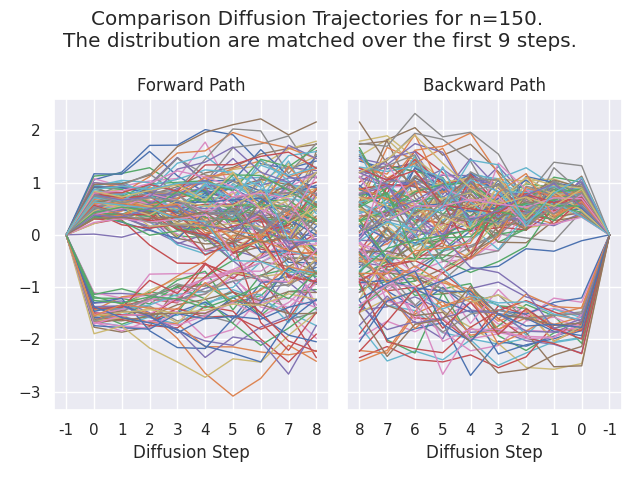 Comparison Diffusion Trajectories for n=150.
The distribution are matched over the first 9 steps.
Forward Path
Backward Path
2
1
0
−1
−2
−3
-1 0 1 2 3 4 5 6 7 8
8 7 6 5 4 3 2 1 0 -1
Diffusion Step
Diffusion Step